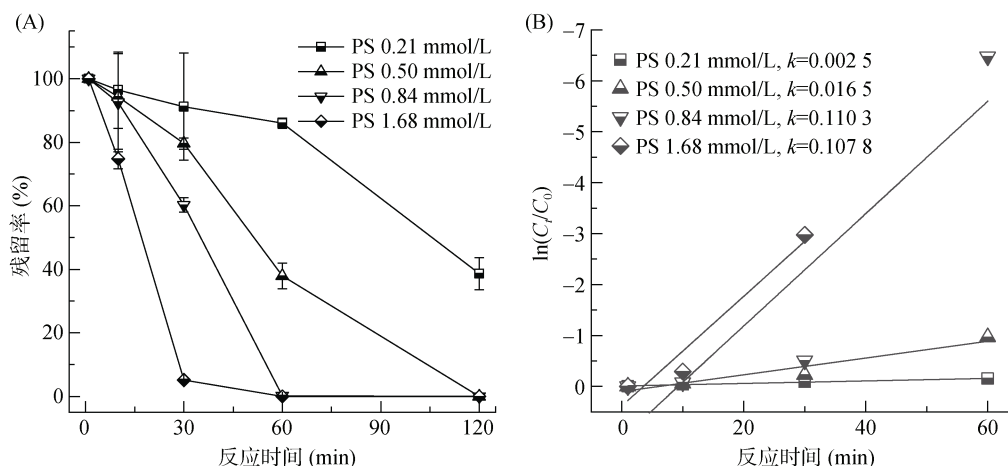 (A)
PS 0.21 mmol/L
PS 0.50 mmol/L
PS 0.84 mmol/L
PS 1.68 mmol/L
100
80
60
40
20
0
残留率 (%)
0 30 60 90 120
反应时间 (min)
(B)
PS 0.21 mmol/L, k=0.002 5
PS 0.50 mmol/L, k=0.016 5
PS 0.84 mmol/L, k=0.110 3
PS 1.68 mmol/L, k=0.107 8
−7
−6
−5
−4
−3
−2
−1
0
ln(Ct/C0)
0 20 40 60
反应时间 (min)